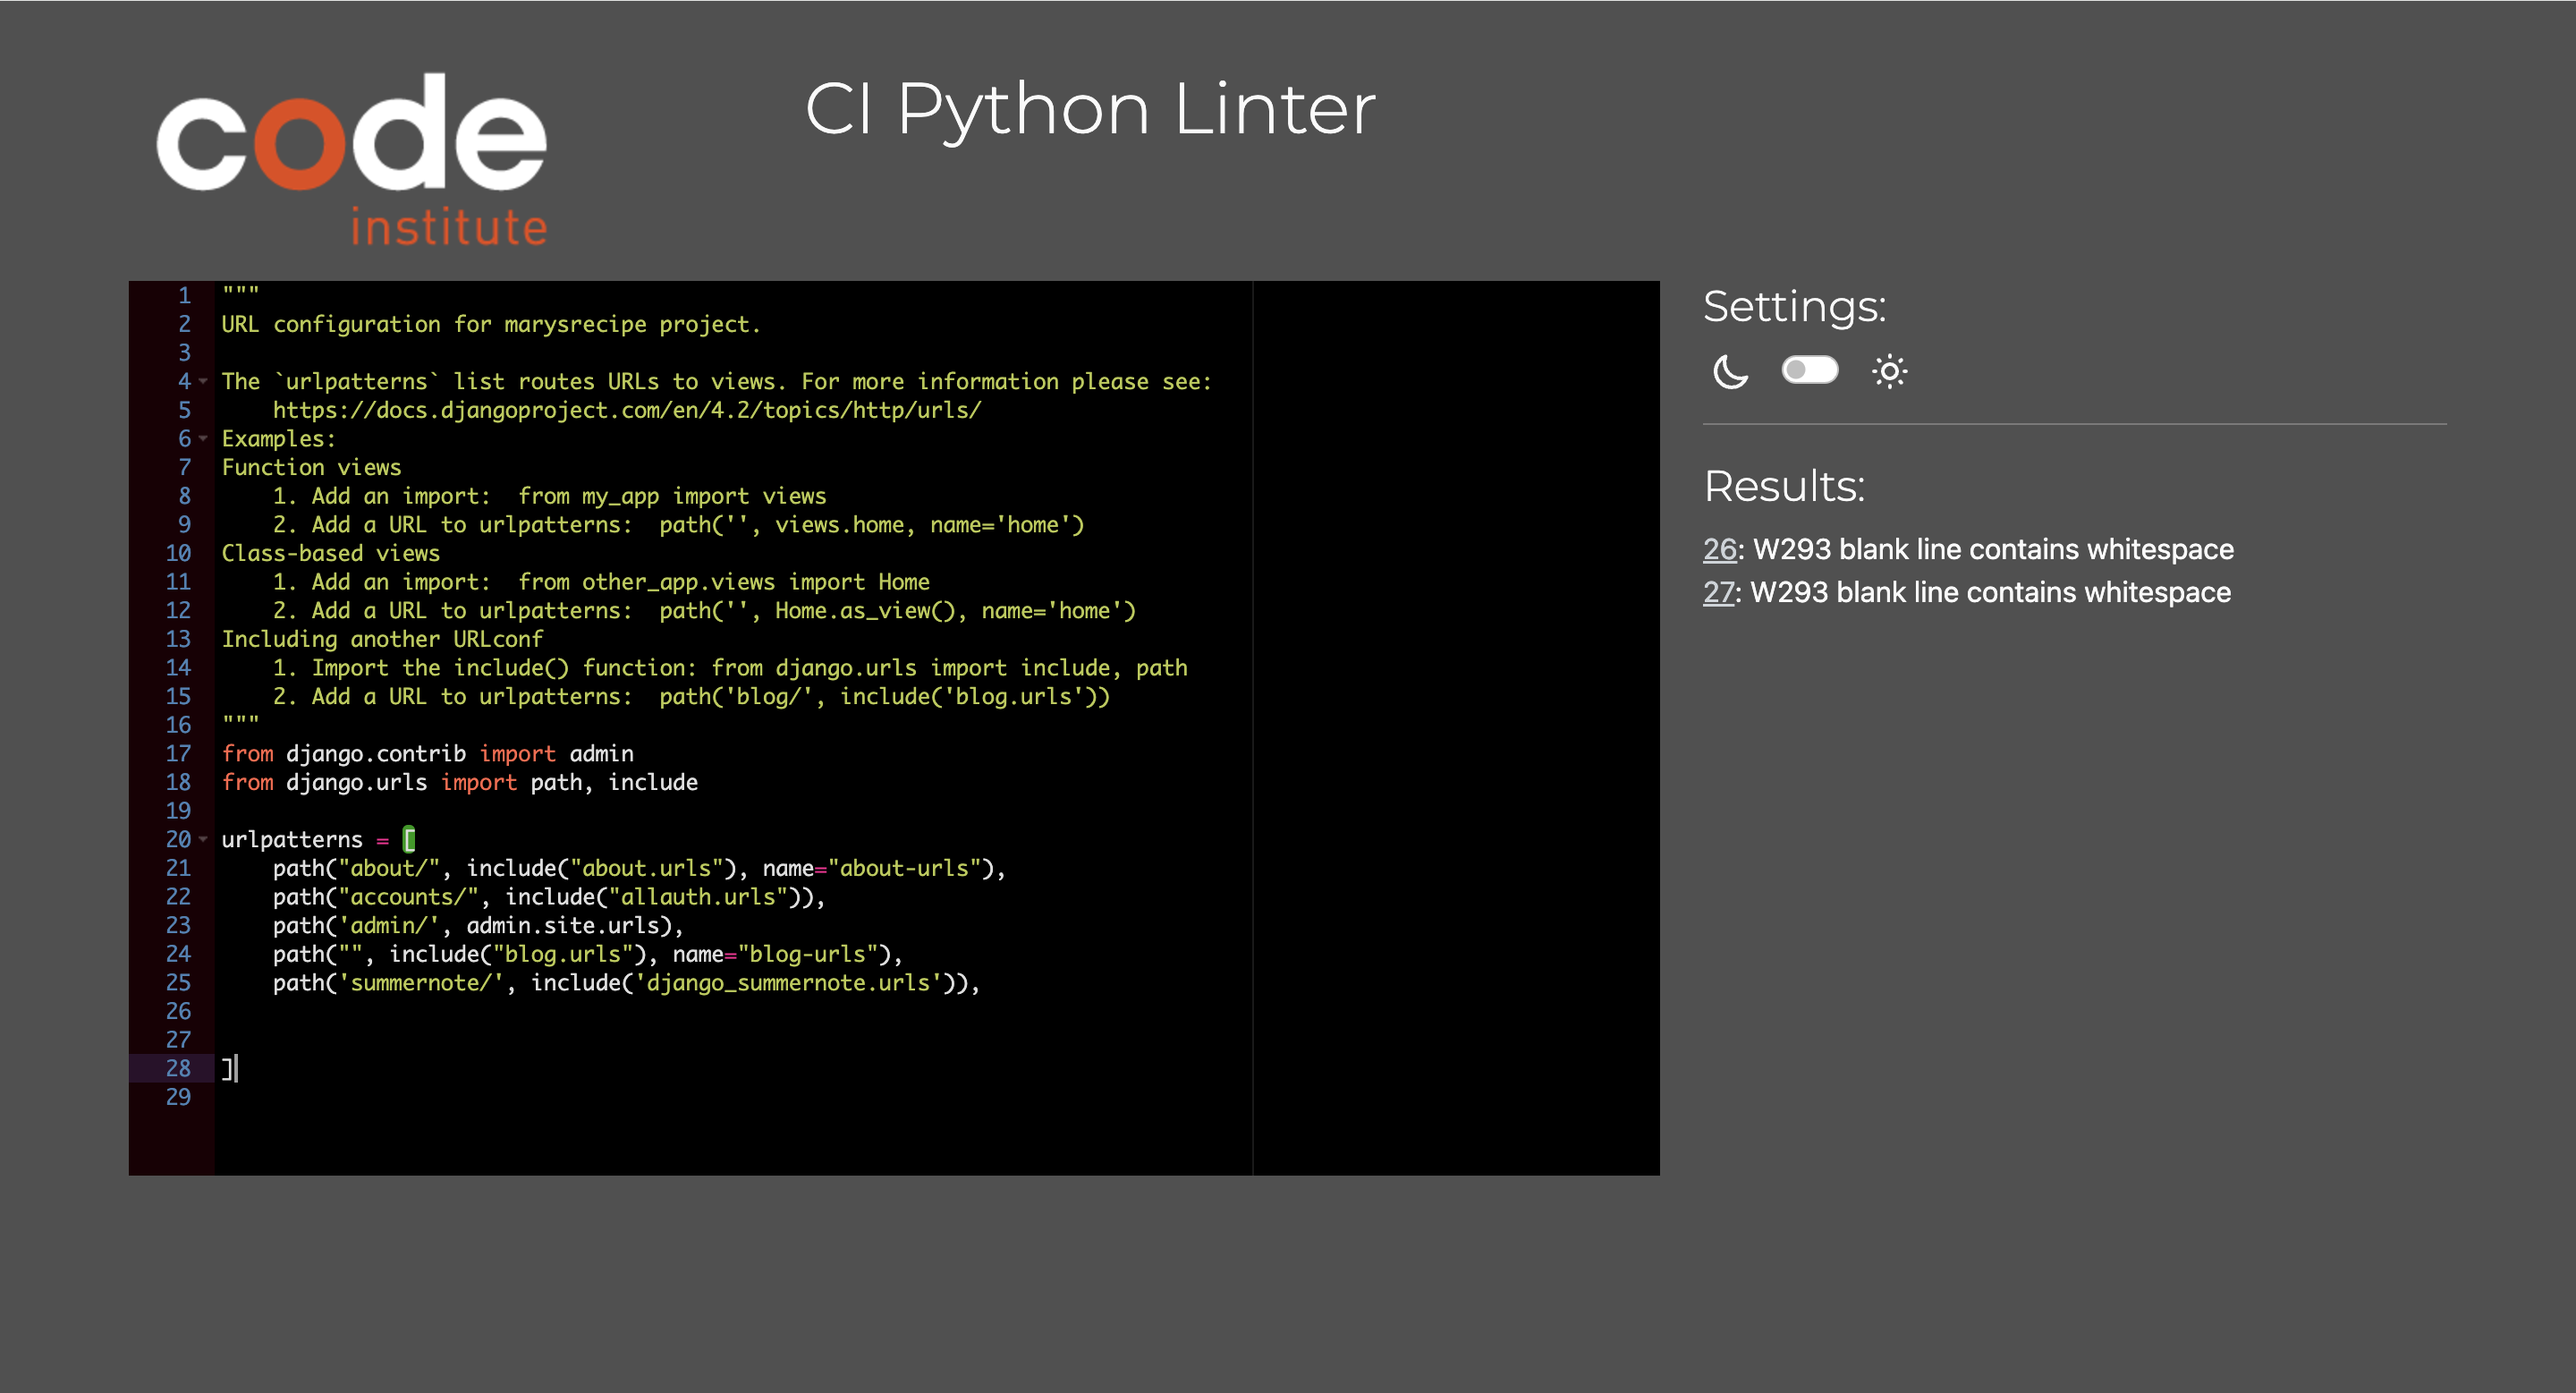 code
institute
CI Python Linter
1 """
2 URL configuration for marysrecipe project.
3
4 The `urlpatterns` list routes URLs to views. For more information please see:
5     https://docs.djangoproject.com/en/4.2/topics/http/urls/
6 Examples:
7 Function views
8     1. Add an import:  from my_app import views
9     2. Add a URL to urlpatterns:  path('', views.home, name='home')
10 Class-based views
11     1. Add an import:  from other_app.views import Home
12     2. Add a URL to urlpatterns:  path('', Home.as_view(), name='home')
13 Including another URLconf
14     1. Import the include() function: from django.urls import include, path
15     2. Add a URL to urlpatterns:  path('blog/', include('blog.urls'))
16 """
17 from django.contrib import admin
18 from django.urls import path, include
19
20 urlpatterns = [
21     path("about/", include("about.urls"), name="about-urls"),
22     path("accounts/", include("allauth.urls")),
23     path('admin/', admin.site.urls),
24     path("", include("blog.urls"), name="blog-urls"),
25     path('summernote/', include('django_summernote.urls')),
26
27
28 ]
29
Settings:
Results:
26: W293 blank line contains whitespace
27: W293 blank line contains whitespace